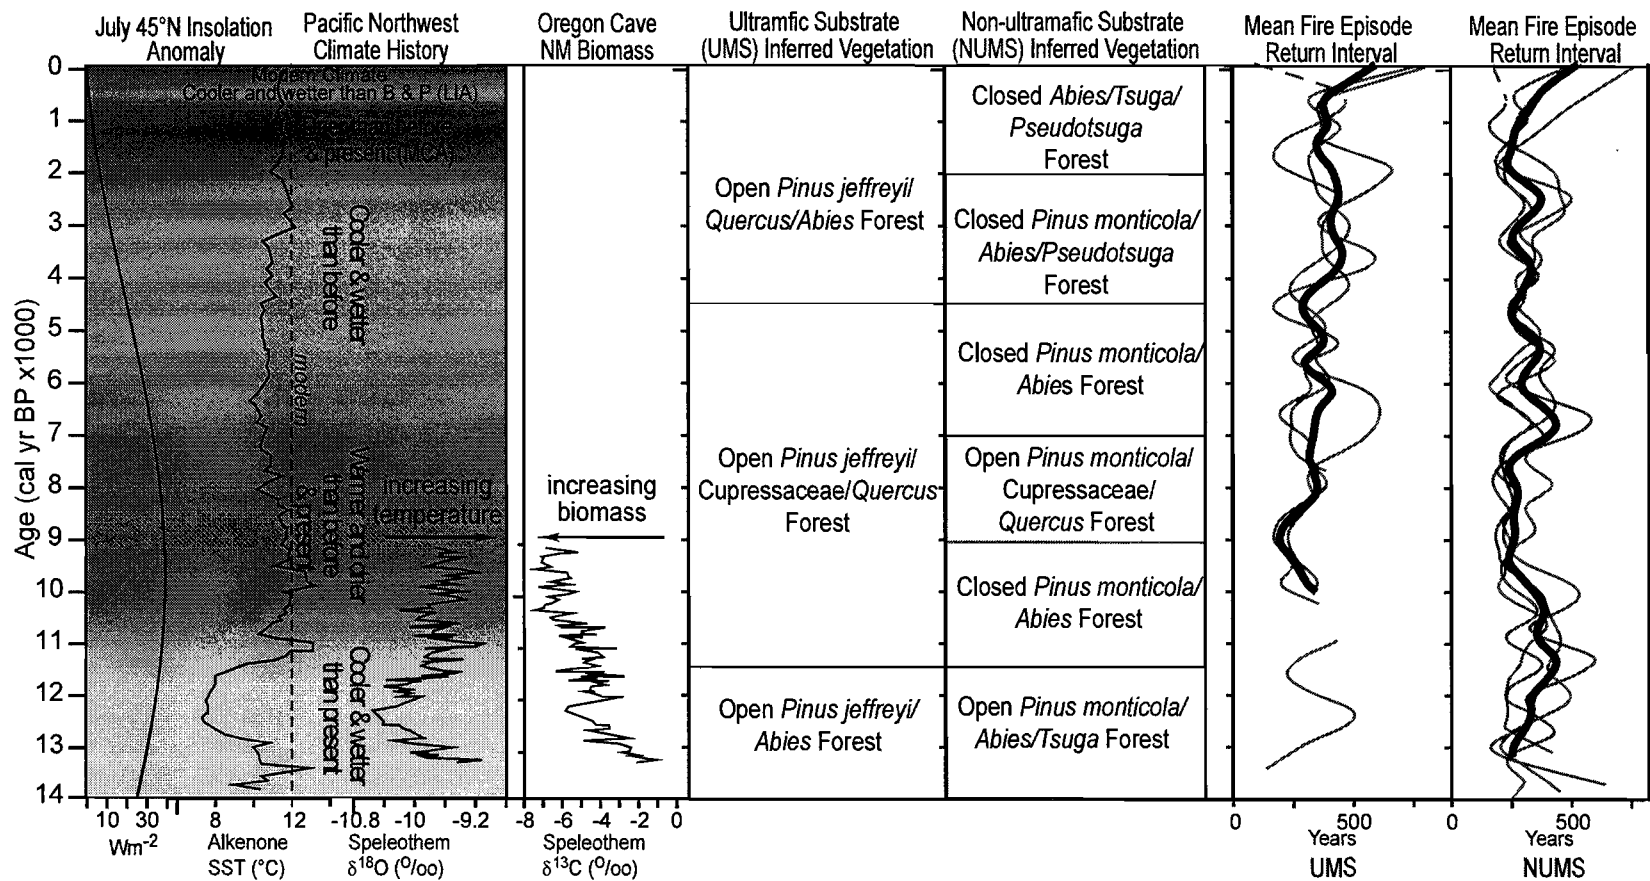 July 45°N Insolation
Anomaly
Pacific Northwest
Climate History
Oregon Cave
NM Biomass
Ultramfic Substrate
(UMS) Inferred Vegetation
Non-ultramafic Substrate
(NUMS) Inferred Vegetation
Mean Fire Episode
Return Interval
Mean Fire Episode
Return Interval
Age (cal yr BP x1000)
0
1
2
3
4
5
6
7
8
9
10
11
12
13
14
Modern Climate
Cooler and wetter than B & P (LIA)
& present (MCA)
Cooler & wetter
than before
modern
Warmer and drier
than before
& present
increasing
temperature
Cooler & wetter
than present
increasing
biomass
Open Pinus jeffreyi/
Quercus/Abies Forest
Open Pinus jeffreyi/
Cupressaceae/Quercus
Forest
Open Pinus jeffreyi/
Abies Forest
Closed Abies/Tsuga/
Pseudotsuga
Forest
Closed Pinus monticola/
Abies/Pseudotsuga
Forest
Closed Pinus monticola/
Abies Forest
Open Pinus monticola/
Cupressaceae/
Quercus Forest
Closed Pinus monticola/
Abies Forest
Open Pinus monticola/
Abies/Tsuga Forest
10 30
Wm-2
8 12
Alkenone
SST (°C)
-10.8 -9.2
Speleothem
δ18O (o/oo)
-8 -6 -4 -2 0
Speleothem
δ13C (o/oo)
0 500
Years
UMS
0 500
Years
NUMS